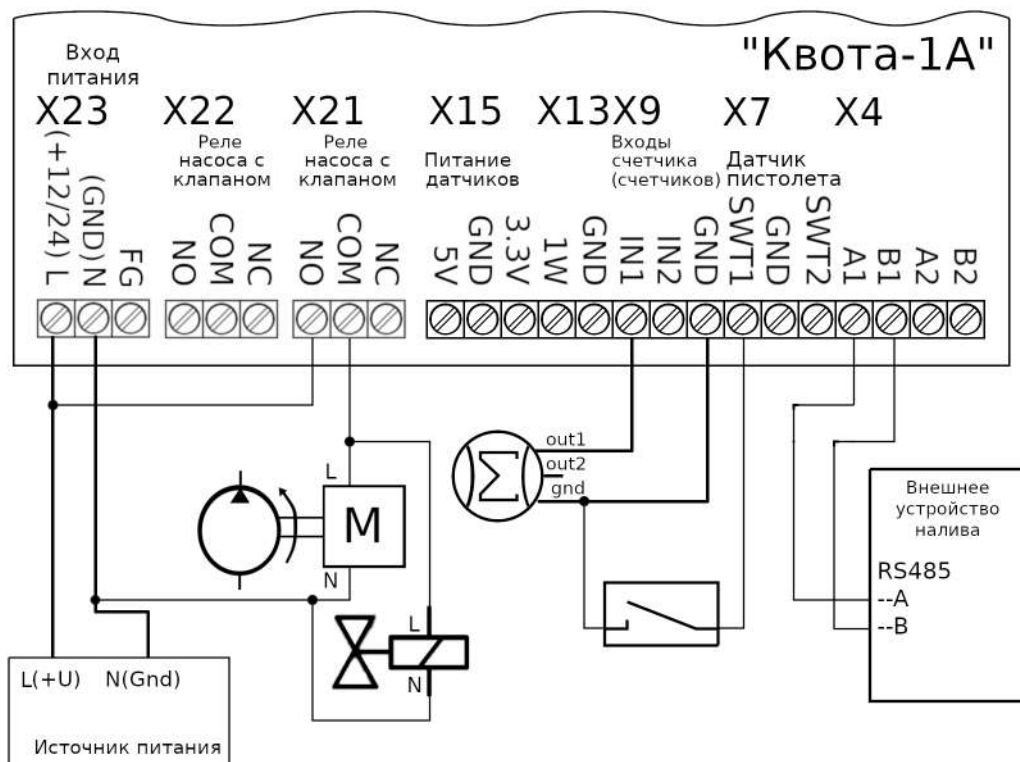 "Квота-1А"
Вход
питания
X23
X22
X21
X15
X13
X9
X7
X4
Реле
насоса с
клапаном
Реле
насоса с
клапаном
Питание
датчиков
Входы
счетчика
(счетчиков)
Датчик
пистолета
(+12/24) L
(GND) N
FG
NO
COM
NC
NO
COM
NC
5V
GND
3.3V
1W
GND
IN1
IN2
GND
SWT1
GND
SWT2
A1
B1
A2
B2
out1
out2
gnd
L
M
N
L
N
Внешнее
устройство
налива
RS485
--A
--B
L(+U) N(Gnd)
Источник питания